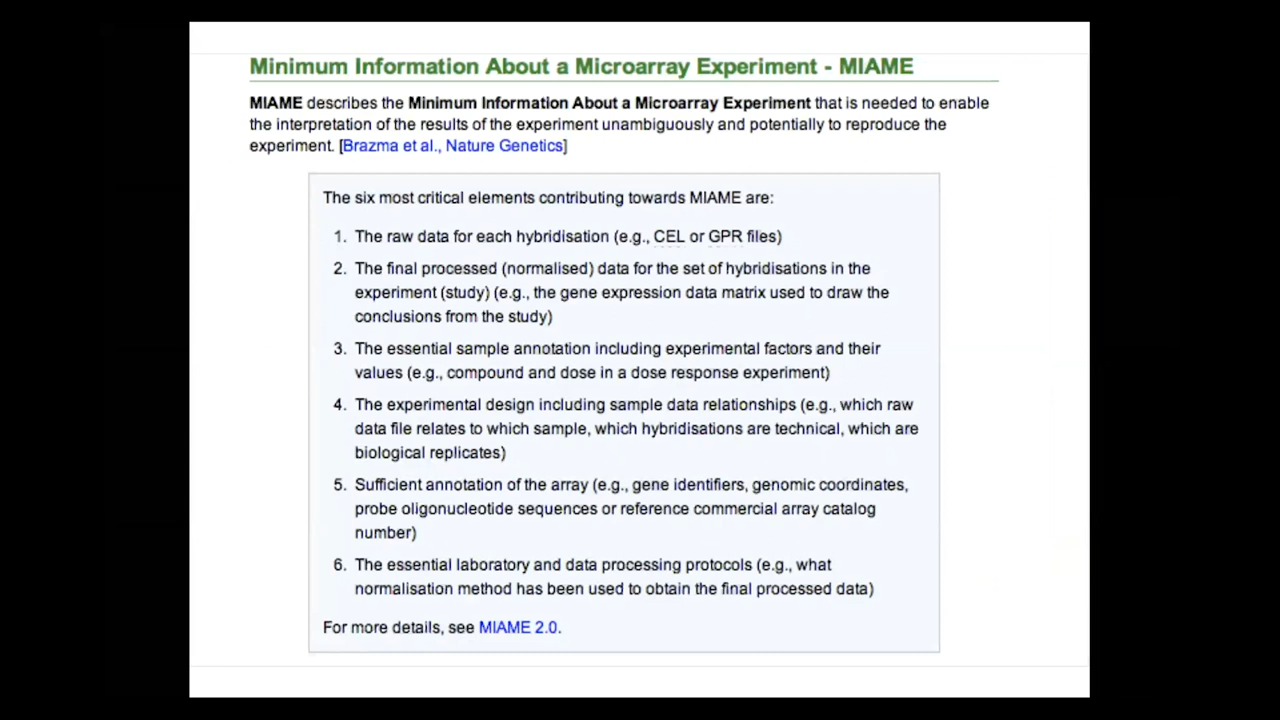 Minimum Information About a Microarray Experiment - MIAME
MIAME describes the Minimum Information About a Microarray Experiment that is needed to enable
the interpretation of the results of the experiment unambiguously and potentially to reproduce the
experiment. [Brazma et al., Nature Genetics]
The six most critical elements contributing towards MIAME are:
1. The raw data for each hybridisation (e.g., CEL or GPR files)
2. The final processed (normalised) data for the set of hybridisations in the
experiment (study) (e.g., the gene expression data matrix used to draw the
conclusions from the study)
3. The essential sample annotation including experimental factors and their
values (e.g., compound and dose in a dose response experiment)
4. The experimental design including sample data relationships (e.g., which raw
data file relates to which sample, which hybridisations are technical, which are
biological replicates)
5. Sufficient annotation of the array (e.g., gene identifiers, genomic coordinates,
probe oligonucleotide sequences or reference commercial array catalog
number)
6. The essential laboratory and data processing protocols (e.g., what
normalisation method has been used to obtain the final processed data)
For more details, see MIAME 2.0.